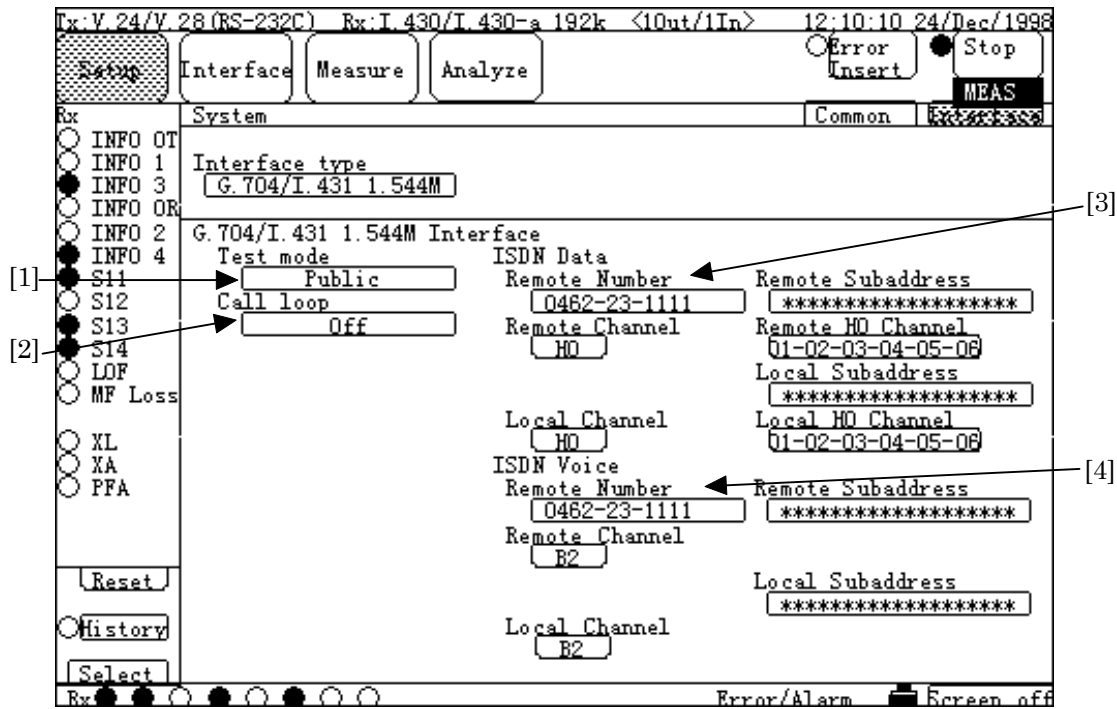 Tx:V.24/V.28(RS-232C) Rx:I.430/I.430-a 192k <1Out/1In> 12:10:10 24/Dec/1998
Setup Interface Measure Analyze Error Insert Stop
MEAS
Rx System Common Interface
INFO OT
INFO 1
INFO 3
INFO OR
INFO 2
INFO 4
S11
S12
S13
S14
LOF
MF Loss
XL
XA
PFA
Reset
History
Select
Interface type
G.704/I.431 1.544M
G.704/I.431 1.544M Interface
Test mode
Public
Call loop
Off
ISDN Data
Remote Number Remote Subaddress
0462-23-1111 *******************
Remote Channel Remote H0 Channel
H0 01-02-03-04-05-06
Local Subaddress
*******************
Local Channel Local H0 Channel
H0 01-02-03-04-05-06
ISDN Voice
Remote Number Remote Subaddress
0462-23-1111 *******************
Remote Channel
B2
Local Subaddress
*******************
Local Channel
B2
Rx Error/Alarm Screen off
[1]
[2]
[3]
[4]